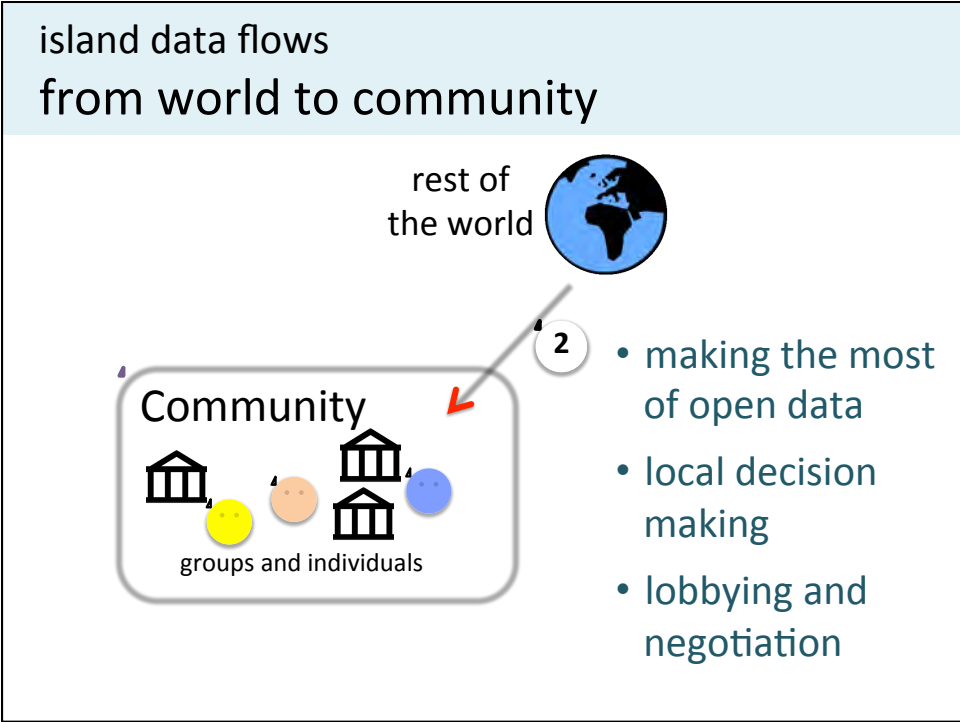 island data flows
from world to community
rest of
the world
2
Community
groups and individuals
• making the most
of open data
• local decision
making
• lobbying and
negotiation